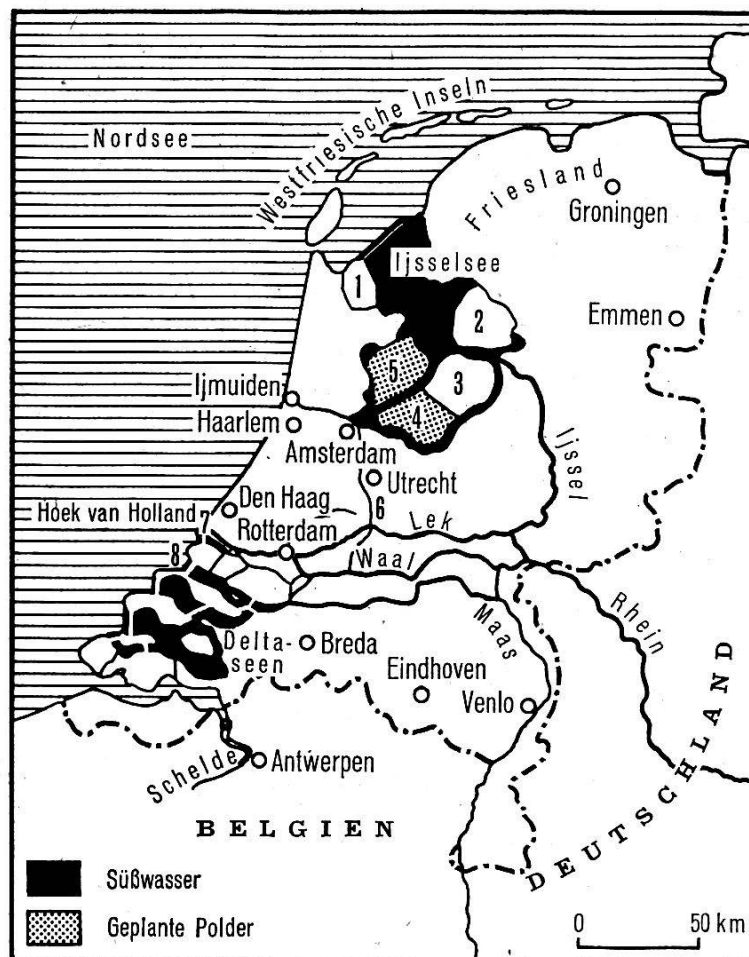 Nordsee
Westfriesische Inseln
Friesland
Groningen
Ijsselsee
1
2
Emmen
5
3
4
Ijmuiden
Haarlem
Amsterdam
Ijssel
Utrecht
Den Haag
6
Hoek van Holland
Lek
Rotterdam
8
Waal
Rhein
Maas
Delta-
seen
Breda
Eindhoven
Venlo
Schelde
Antwerpen
DEUTSCHLAND
BELGIEN
Süßwasser
Geplante Polder
0 50 km